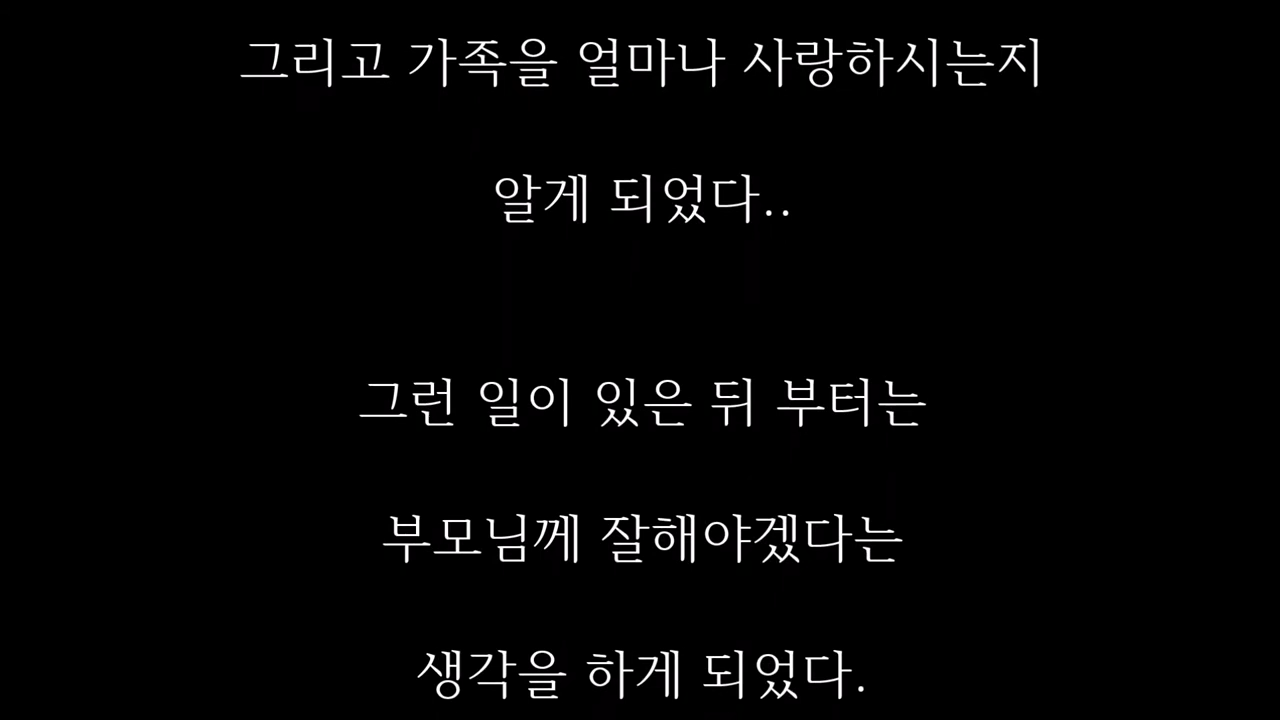 그리고 가족을 얼마나 사랑하시는지
알게 되었다..
그런 일이 있은 뒤 부터는
부모님께 잘해야겠다는
생각을 하게 되었다.